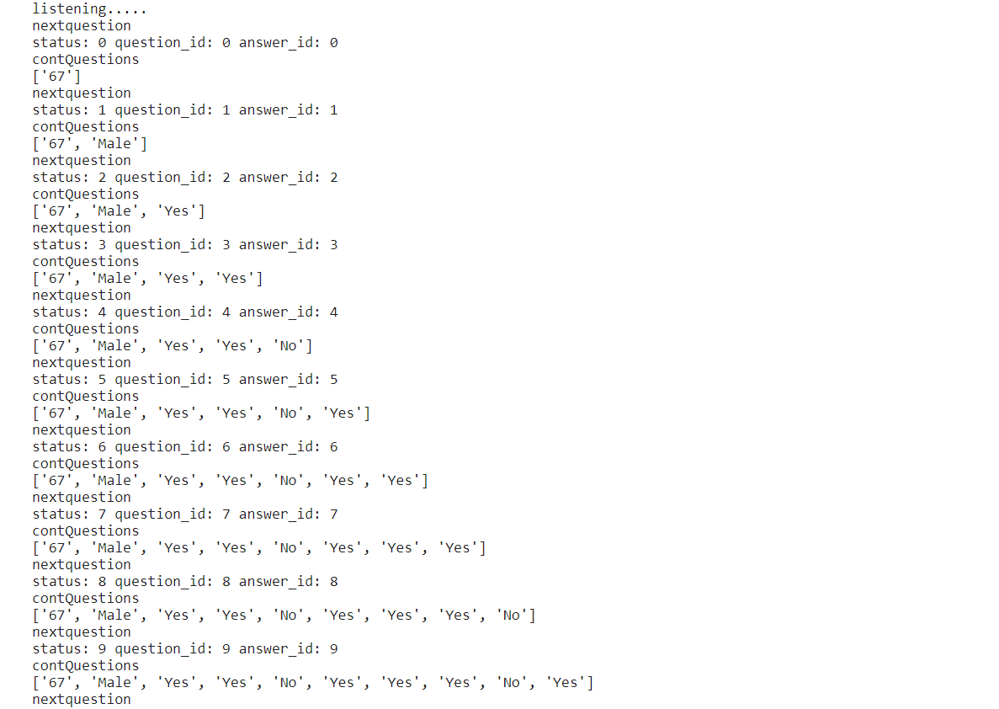 listening.....
nextquestion
status: 0 question_id: 0 answer_id: 0
contQuestions
['67']
nextquestion
status: 1 question_id: 1 answer_id: 1
contQuestions
['67', 'Male']
nextquestion
status: 2 question_id: 2 answer_id: 2
contQuestions
['67', 'Male', 'Yes']
nextquestion
status: 3 question_id: 3 answer_id: 3
contQuestions
['67', 'Male', 'Yes', 'Yes']
nextquestion
status: 4 question_id: 4 answer_id: 4
contQuestions
['67', 'Male', 'Yes', 'Yes', 'No']
nextquestion
status: 5 question_id: 5 answer_id: 5
contQuestions
['67', 'Male', 'Yes', 'Yes', 'No', 'Yes']
nextquestion
status: 6 question_id: 6 answer_id: 6
contQuestions
['67', 'Male', 'Yes', 'Yes', 'No', 'Yes', 'Yes']
nextquestion
status: 7 question_id: 7 answer_id: 7
contQuestions
['67', 'Male', 'Yes', 'Yes', 'No', 'Yes', 'Yes', 'Yes']
nextquestion
status: 8 question_id: 8 answer_id: 8
contQuestions
['67', 'Male', 'Yes', 'Yes', 'No', 'Yes', 'Yes', 'Yes', 'No']
nextquestion
status: 9 question_id: 9 answer_id: 9
contQuestions
['67', 'Male', 'Yes', 'Yes', 'No', 'Yes', 'Yes', 'Yes', 'No', 'Yes']
nextquestion